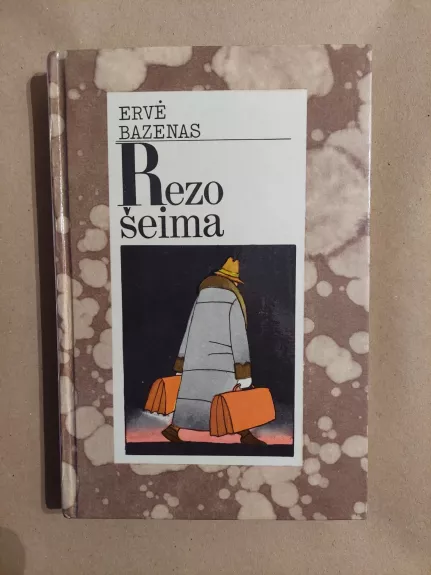 ERVĖ
BAZENAS
Rezo
šeima